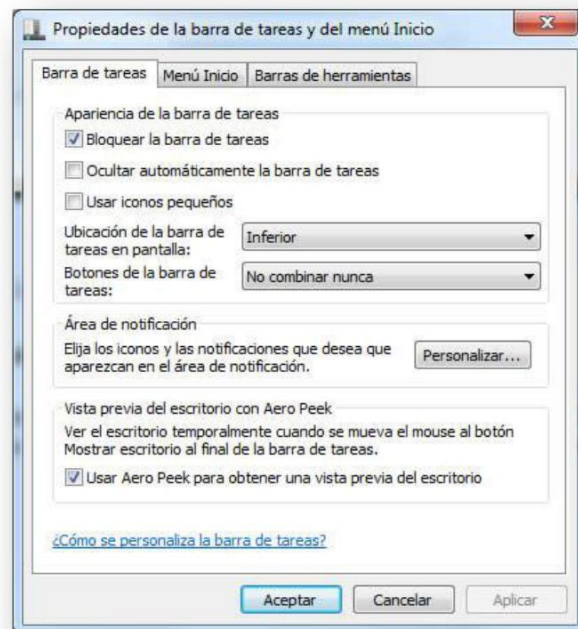 Propiedades de la barra de tareas y del menú Inicio
Barra de tareas Menú Inicio Barras de herramientas
Apariencia de la barra de tareas
Bloquear la barra de tareas
Ocultar automáticamente la barra de tareas
Usar iconos pequeños
Ubicación de la barra de
tareas en pantalla:
Inferior
Botones de la barra de
tareas:
No combinar nunca
Área de notificación
Elija los iconos y las notificaciones que desea que
aparezcan en el área de notificación.
Personalizar...
Vista previa del escritorio con Aero Peek
Ver el escritorio temporalmente cuando se mueva el mouse al botón
Mostrar escritorio al final de la barra de tareas.
Usar Aero Peek para obtener una vista previa del escritorio
¿Cómo se personaliza la barra de tareas?
Aceptar Cancelar Aplicar